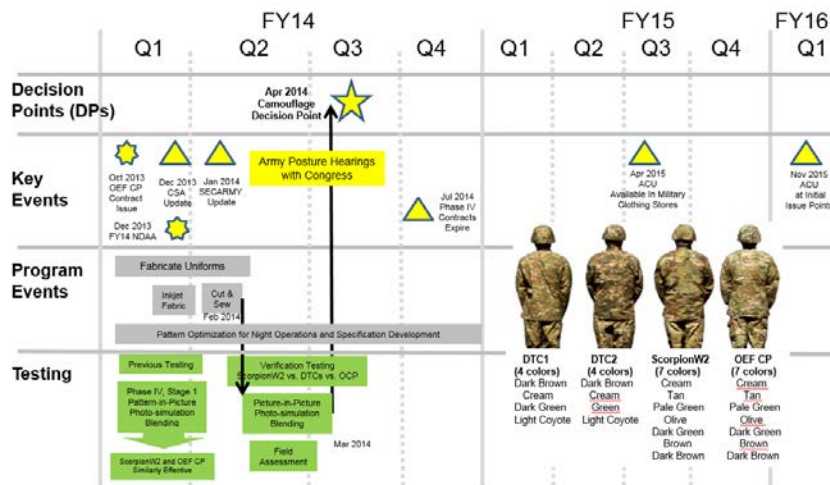 FY14
FY15
FY16
Q1
Q2
Q3
Q4
Q1
Q2
Q3
Q4
Q1
Decision
Points (DPs)
Apr 2014
Camouflage
Decision Point
Key
Events
Oct 2013
OEF CP
Contract
Issue
Dec 2013
CSA
Update
Jan 2014
SECARMY
Update
Dec 2013
FY14 NDAA
Army Posture Hearings
with Congress
Jul 2014
Phase IV
Contracts
Expire
Apr 2015
ACU
Available In Military
Clothing Stores
Nov 2015
ACU
at Initial
Issue Points
Program
Events
Fabricate Uniforms
Inkjet
Fabric
Cut &
Sew
Feb 2014
Pattern Optimization for Night Operations and Specification Development
Testing
Previous Testing
Phase IV, Stage 1
Pattern-in-Picture
Photo-simulation
Blending
ScorpionW2 and OEF CP
Similarly Effective
Verification Testing
ScorpionW2 vs. DTCs vs. OCP
Picture-in-Picture
Photo-simulation
Blending
Mar 2014
Field
Assessment
DTC1
(4 colors)
Dark Brown
Cream
Dark Green
Light Coyote
DTC2
(4 colors)
Dark Brown
Cream
Green
Light Coyote
ScorpionW2
(7 colors)
Cream
Tan
Pale Green
Olive
Dark Green
Brown
Dark Brown
OEF CP
(7 colors)
Cream
Tan
Pale Green
Olive
Dark Green
Brown
Dark Brown